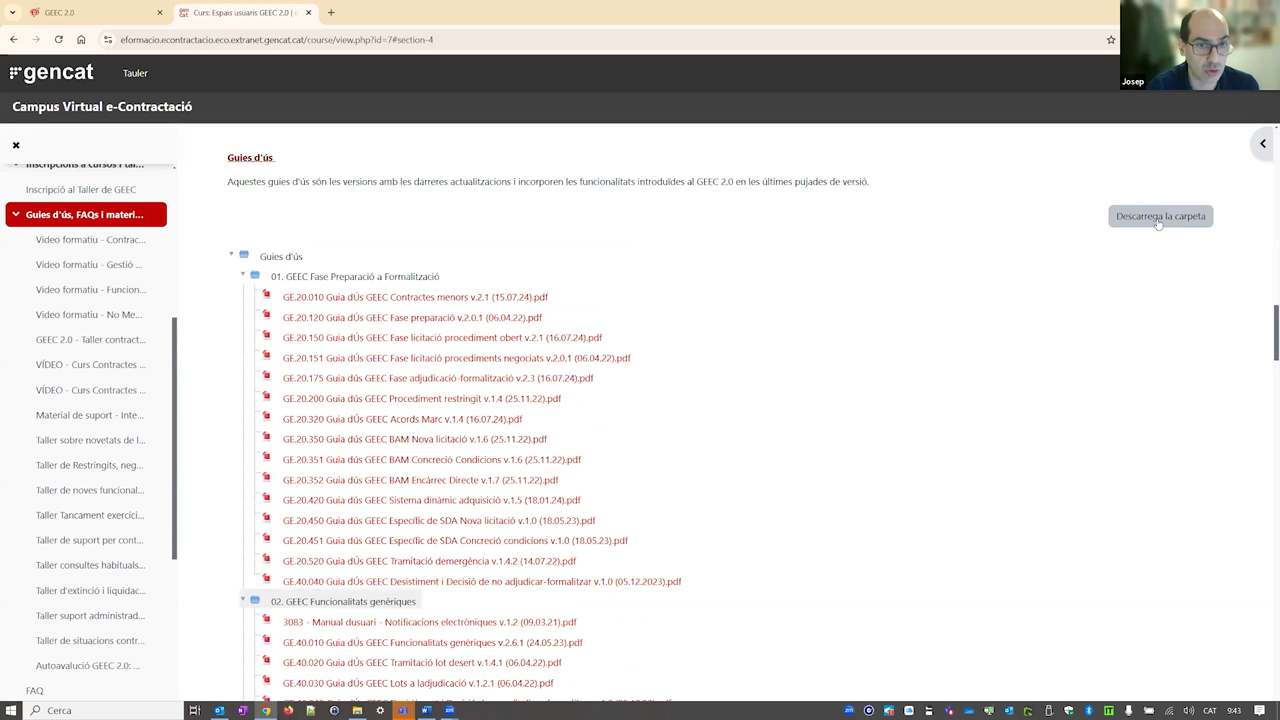 GEEC 2.0
Curs: Espais usuaris GEEC 2.0 |
eformacio.econtractacio.eco.extranet.gencat.cat/course/view.php?id=7#section-4
gencat
Tauler
Josep
Campus Virtual e-Contractació
Inscripcions a cursos i tal...
Inscripció al Taller de GEEC
Guies d'ús, FAQs i materi...
Video formatiu - Contrac...
Video formatiu - Gestió ...
Video formatiu - Funcion...
Video formatiu - No Me...
GEEC 2.0 - Taller contract...
VÍDEO - Curs Contractes ...
VÍDEO - Curs Contractes ...
Material de suport - Inte...
Taller sobre novetats de l...
Taller de Restringits, neg...
Taller de noves funcional...
Taller Tancament exercici...
Taller de suport per cont...
Taller consultes habituals...
Taller d'extinció i liquidac...
Taller suport administrad...
Taller de situacions contr...
Autoavaluació GEEC 2.0: ...
FAQ
Guies d'ús
Aquestes guies d'ús són les versions amb les darreres actualitzacions i incorporen les funcionalitats introduïdes al GEEC 2.0 en les últimes pujades de versió.
Descarrega la carpeta
Guies d'ús
01. GEEC Fase Preparació a Formalització
GE.20.010 Guia dÚs GEEC Contractes menors v.2.1 (15.07.24).pdf
GE.20.120 Guia dús GEEC Fase preparació v.2.0.1 (06.04.22).pdf
GE.20.150 Guia dÚs GEEC Fase licitació procediment obert v.2.1 (16.07.24).pdf
GE.20.151 Guia dús GEEC Fase licitació procediments negociats v.2.0.1 (06.04.22).pdf
GE.20.175 Guia dús GEEC Fase adjudicació-formalització v.2.3 (16.07.24).pdf
GE.20.200 Guia dús GEEC Procediment restringit v.1.4 (25.11.22).pdf
GE.20.320 Guia dÚs GEEC Acords Marc v.1.4 (16.07.24).pdf
GE.20.350 Guia dús GEEC BAM Nova licitació v.1.6 (25.11.22).pdf
GE.20.351 Guia dús GEEC BAM Concreció Condicions v.1.6 (25.11.22).pdf
GE.20.352 Guia dús GEEC BAM Encàrrec Directe v.1.7 (25.11.22).pdf
GE.20.420 Guia dús GEEC Sistema dinàmic adquisició v.1.5 (18.01.24).pdf
GE.20.450 Guia dús GEEC Específic de SDA Nova licitació v.1.0 (18.05.23).pdf
GE.20.451 Guia dús GEEC Específic de SDA Concreció condicions v.1.0 (18.05.23).pdf
GE.20.520 Guia dÚs GEEC Tramitació demergència v.1.4.2 (14.07.22).pdf
GE.40.040 Guia dÚs GEEC Desistiment i Decisió de no adjudicar-formalitzar v.1.0 (05.12.2023).pdf
02. GEEC Funcionalitats genèriques
3083 - Manual dusuari - Notificacions electròniques v.1.2 (09.03.21).pdf
GE.40.010 Guia dÚs GEEC Funcionalitats genèriques v.2.6.1 (24.05.23).pdf
GE.40.020 Guia dÚs GEEC Tramitació lot desert v.1.4.1 (06.04.22).pdf
GE.40.030 Guia dÚs GEEC Lots a ladjudicació v.1.2.1 (06.04.22).pdf
Cerca
CAT
9:43